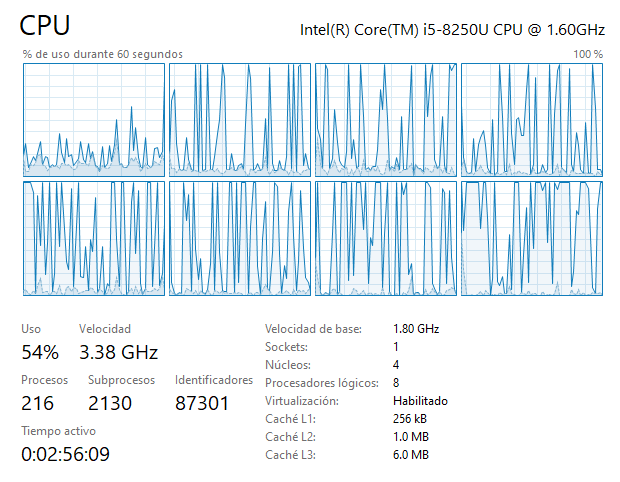 CPU
Intel(R) Core(TM) i5-8250U CPU @ 1.60GHz
% de uso durante 60 segundos
100 %
Uso
Velocidad
54%
3.38 GHz
Procesos
Subprocesos
Identificadores
216
2130
87301
Tiempo activo
0:02:56:09
Velocidad de base:
1.80 GHz
Sockets:
1
Núcleos:
4
Procesadores lógicos:
8
Virtualización:
Habilitado
Caché L1:
256 kB
Caché L2:
1.0 MB
Caché L3:
6.0 MB